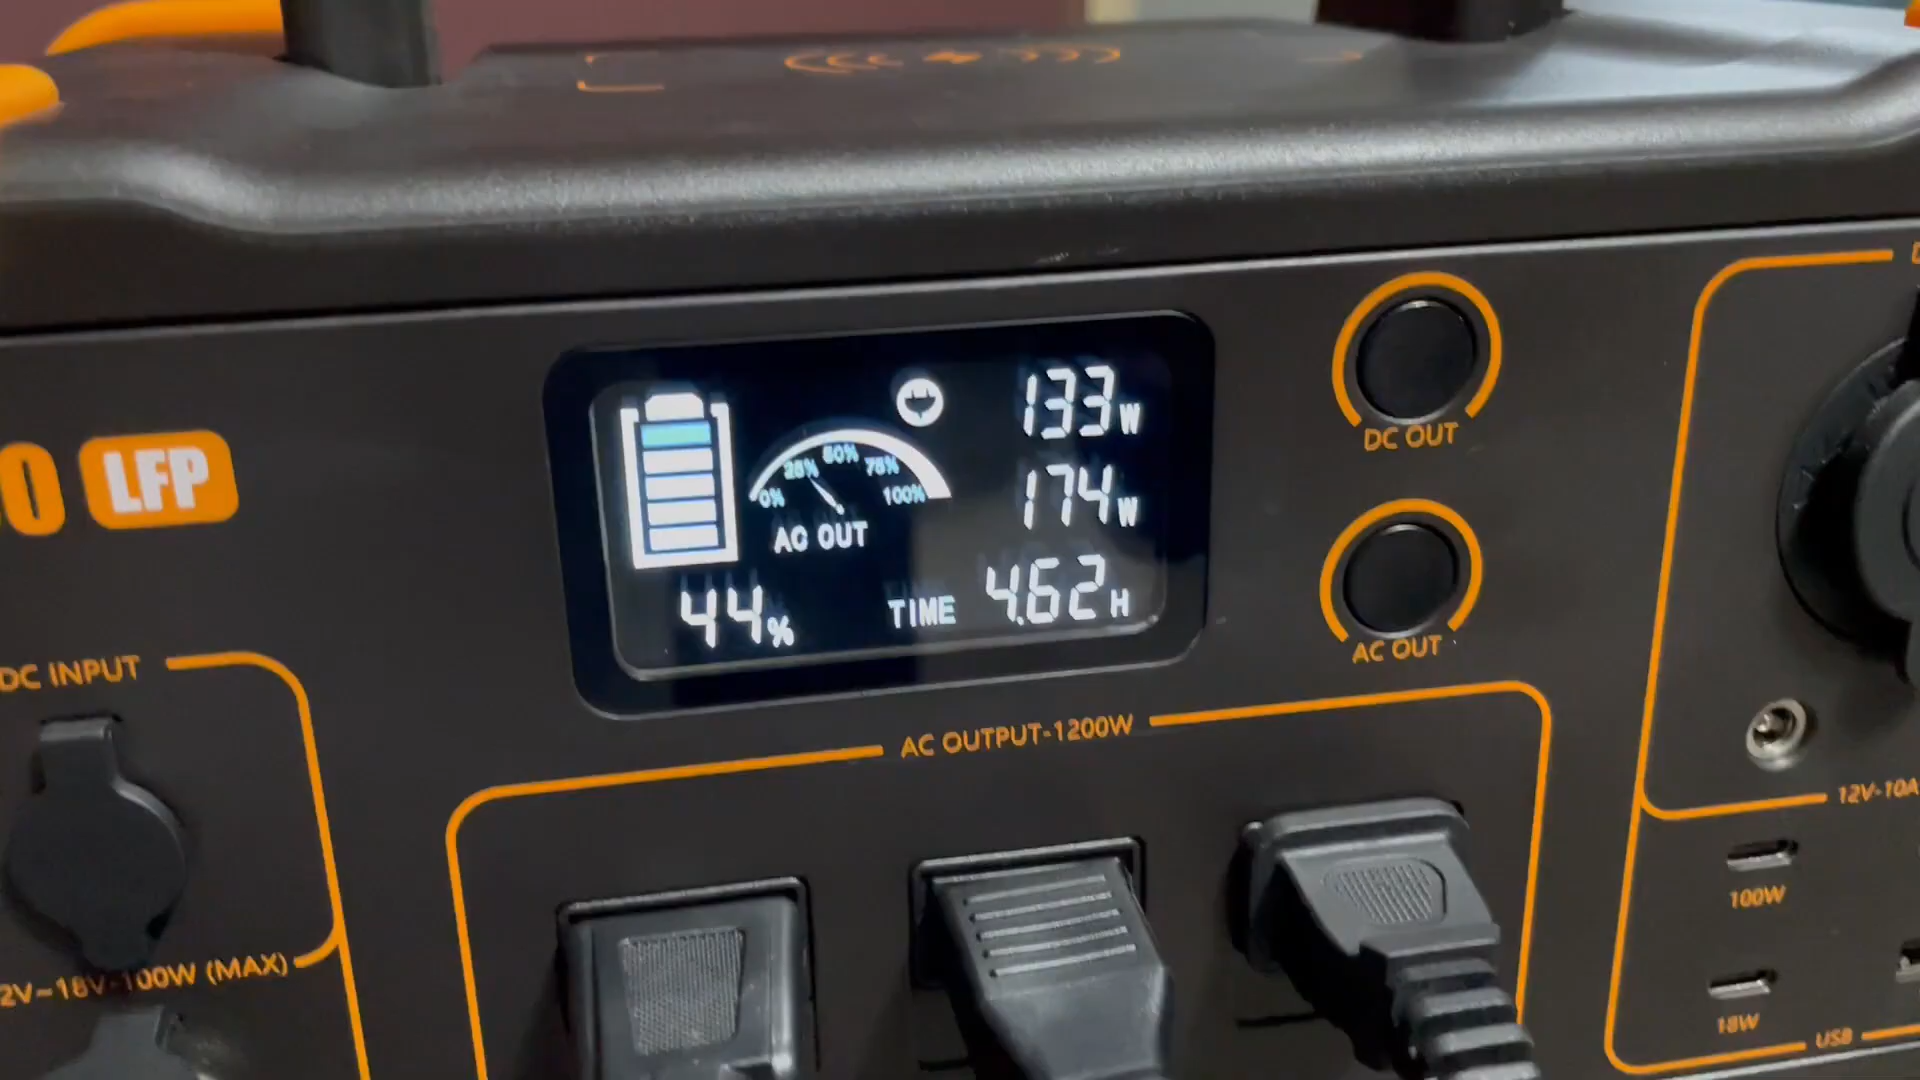 LFP
133W
0% 25% 50% 75% 100%
174W
AC OUT
44%
TIME 4.62H
DC OUT
AC OUT
DC INPUT
AC OUTPUT-1200W
12V-10A
100W
2V~18V-100W (MAX)
18W
USB